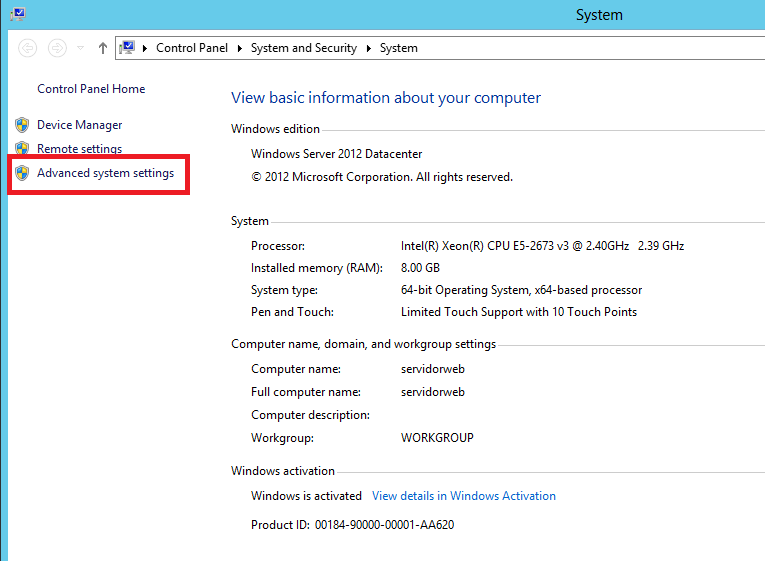 System
Control Panel System and Security System
Control Panel Home
Device Manager
Remote settings
Advanced system settings
View basic information about your computer
Windows edition
Windows Server 2012 Datacenter
© 2012 Microsoft Corporation. All rights reserved.
System
Processor: Intel(R) Xeon(R) CPU E5-2673 v3 @ 2.40GHz 2.39 GHz
Installed memory (RAM): 8.00 GB
System type: 64-bit Operating System, x64-based processor
Pen and Touch: Limited Touch Support with 10 Touch Points
Computer name, domain, and workgroup settings
Computer name: servidorweb
Full computer name: servidorweb
Computer description:
Workgroup: WORKGROUP
Windows activation
Windows is activated View details in Windows Activation
Product ID: 00184-90000-00001-AA620